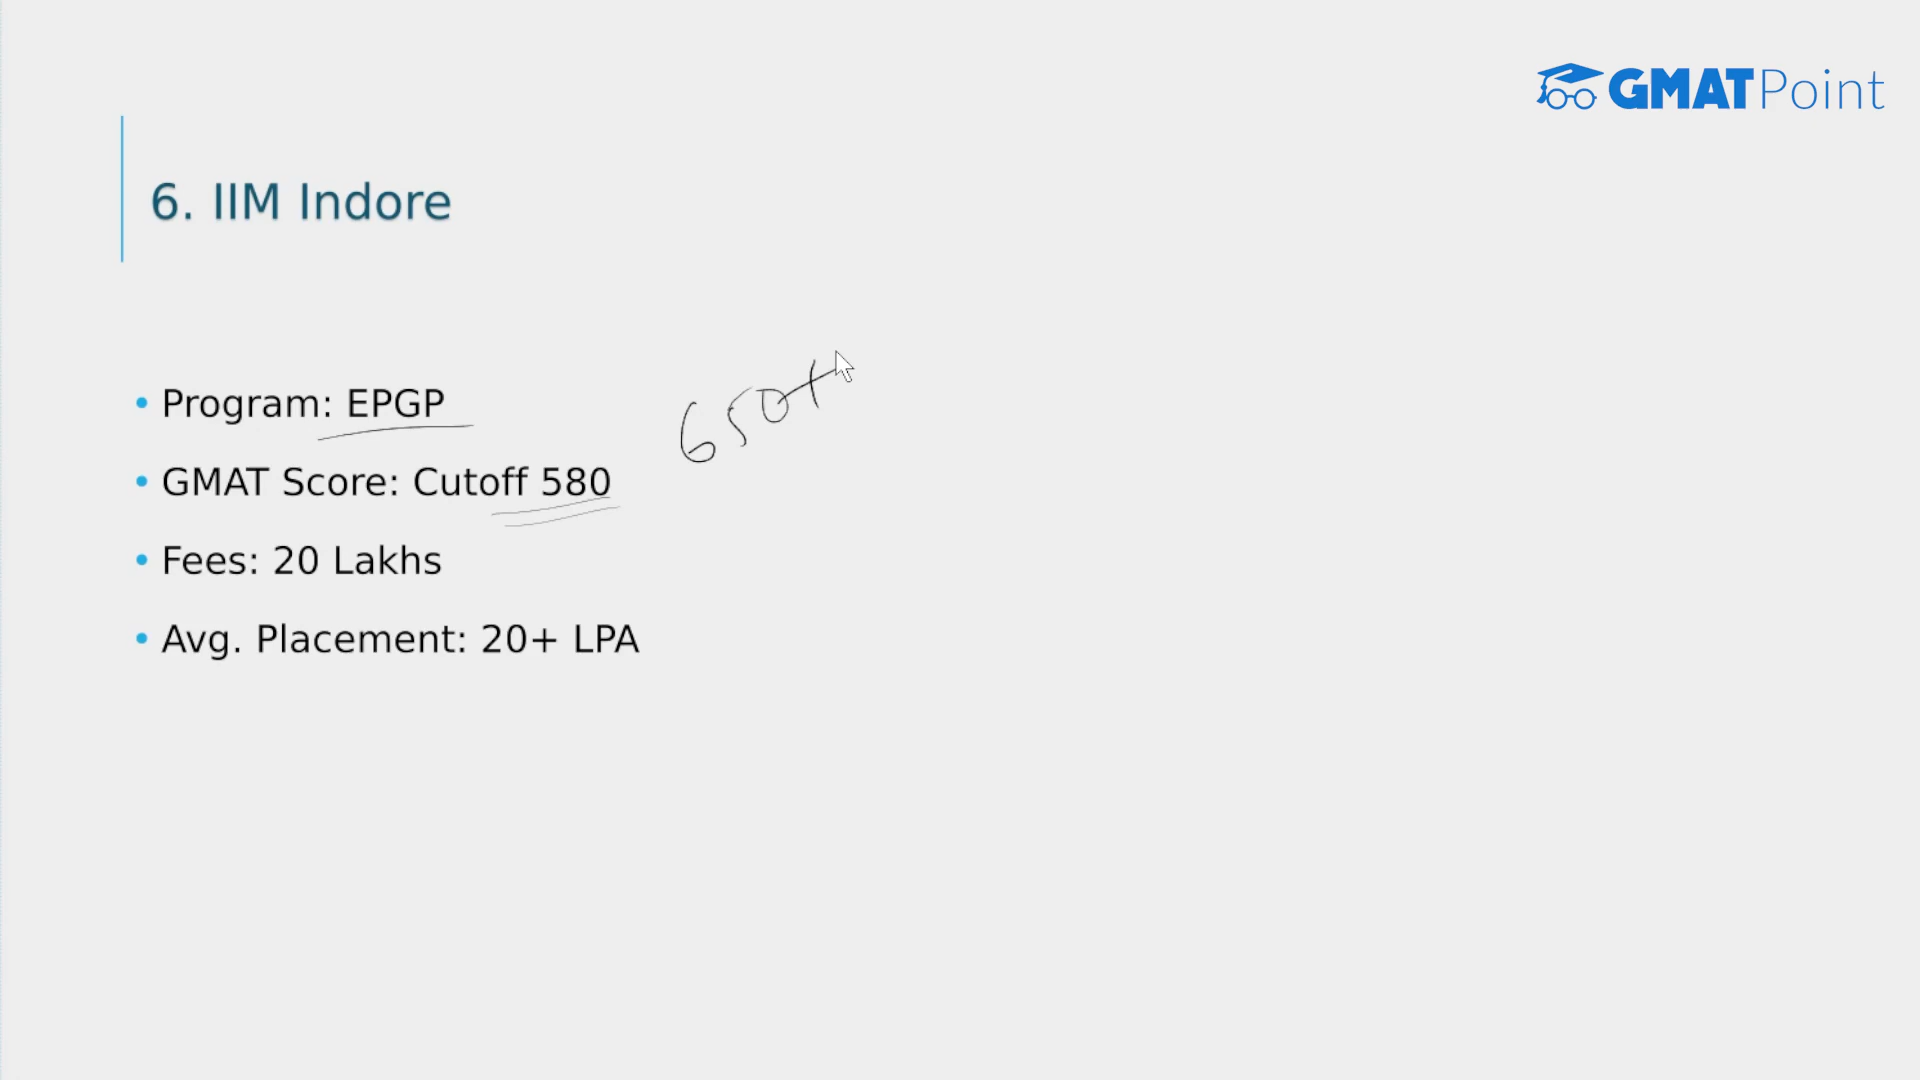 GMATPoint
6. IIM Indore
• Program: EPGP
650+
• GMAT Score: Cutoff 580
• Fees: 20 Lakhs
• Avg. Placement: 20+ LPA